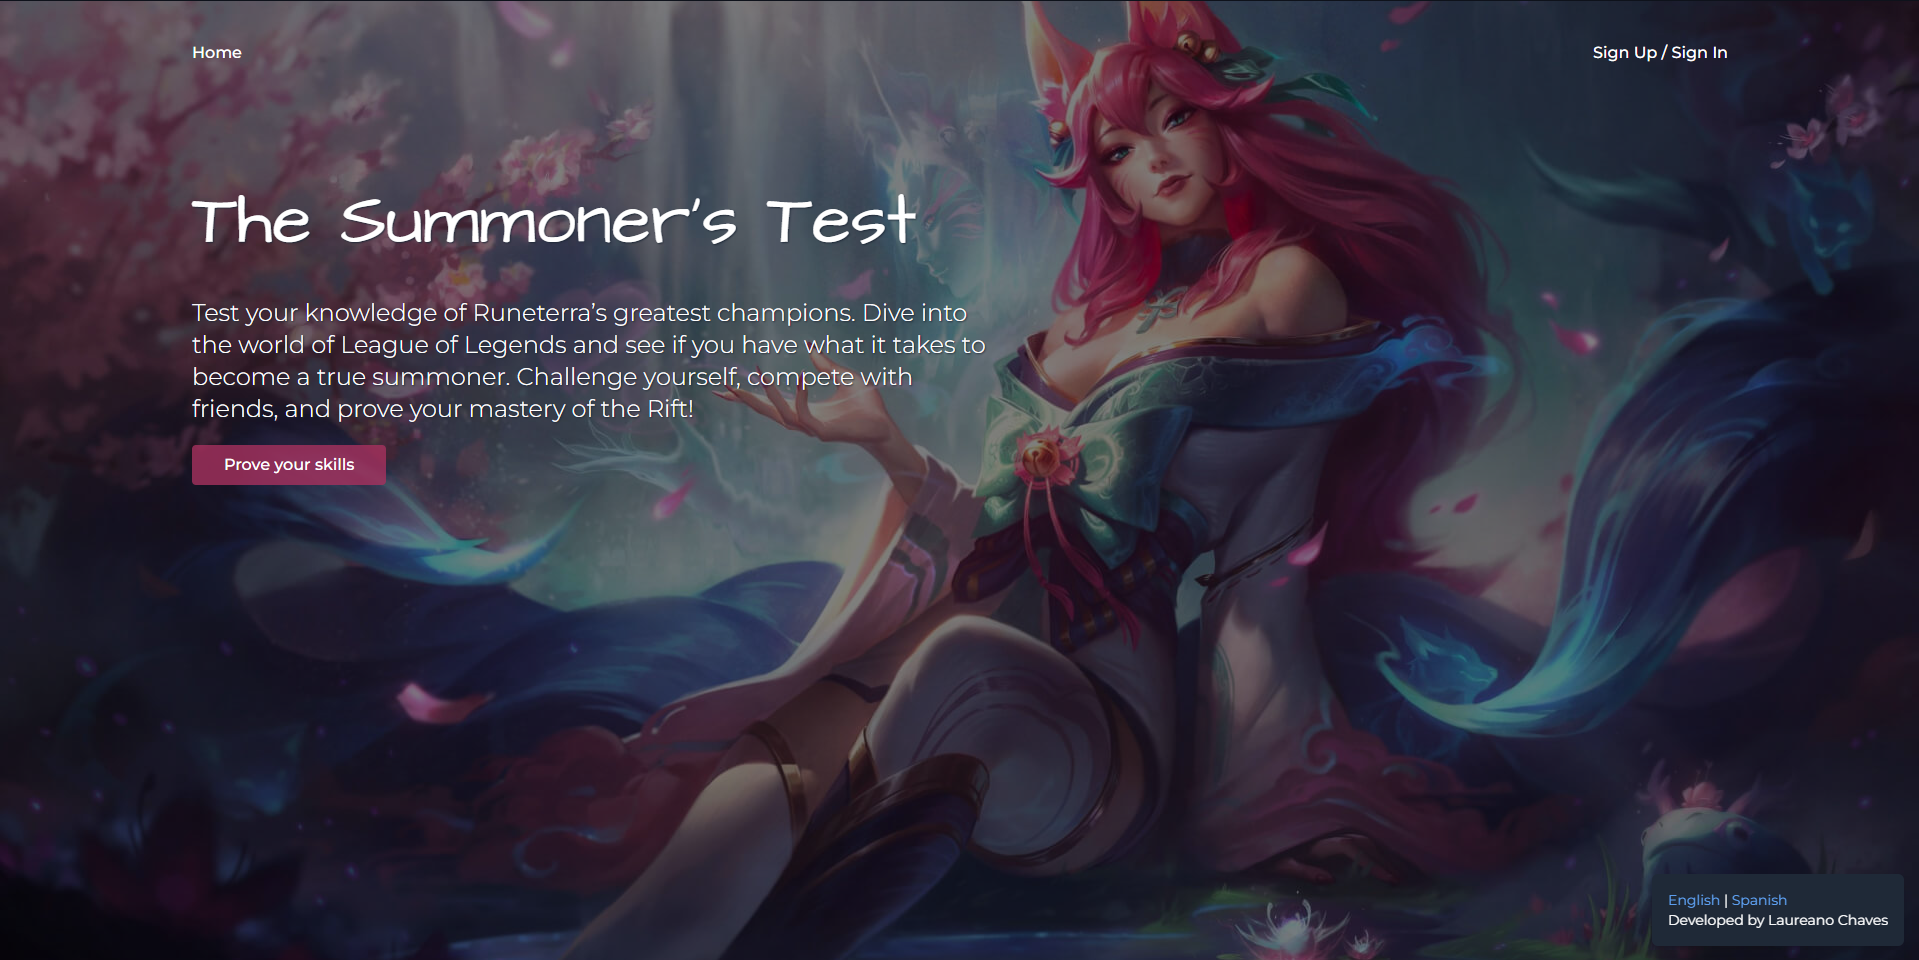 Home
Sign Up / Sign In
The Summoner's Test
Test your knowledge of Runeterra’s greatest champions. Dive into
the world of League of Legends and see if you have what it takes to
become a true summoner. Challenge yourself, compete with
friends, and prove your mastery of the Rift!
Prove your skills
English | Spanish
Developed by Laureano Chaves